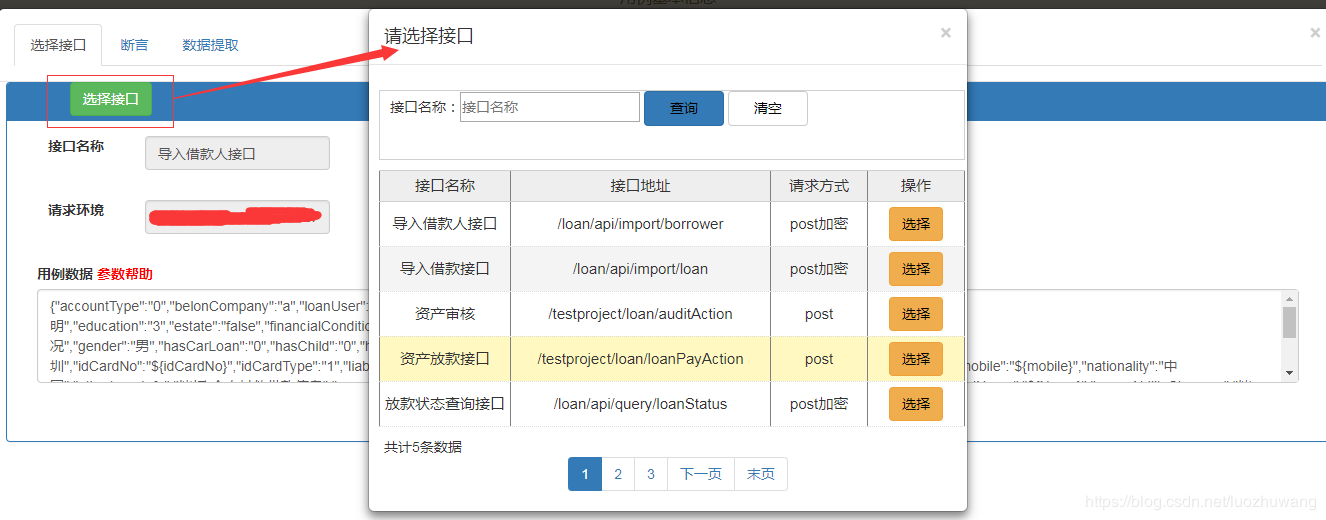 用例基本信息
选择接口 断言 数据提取 ×
选择接口
接口名称 导入借款人接口
请求环境
用例数据 参数帮助
{"accountType":"0","belonCompany":"a","loanUser":
明","education":"3","estate":"false","financialConditio
况","gender":"男","hasCarLoan":"0","hasChild":"0","h
圳","idCardNo":"${idCardNo}","idCardType":"1","liab
mobile":"${mobile}","nationality":"中
请选择接口 ×
接口名称：接口名称 查询 清空
接口名称 接口地址 请求方式 操作
导入借款人接口 /loan/api/import/borrower post加密 选择
导入借款接口 /loan/api/import/loan post加密 选择
资产审核 /testproject/loan/auditAction post 选择
资产放款接口 /testproject/loan/loanPayAction post 选择
放款状态查询接口 /loan/api/query/loanStatus post加密 选择
共计5条数据
1 2 3 下一页 末页
https://blog.csdn.net/luozhuwang